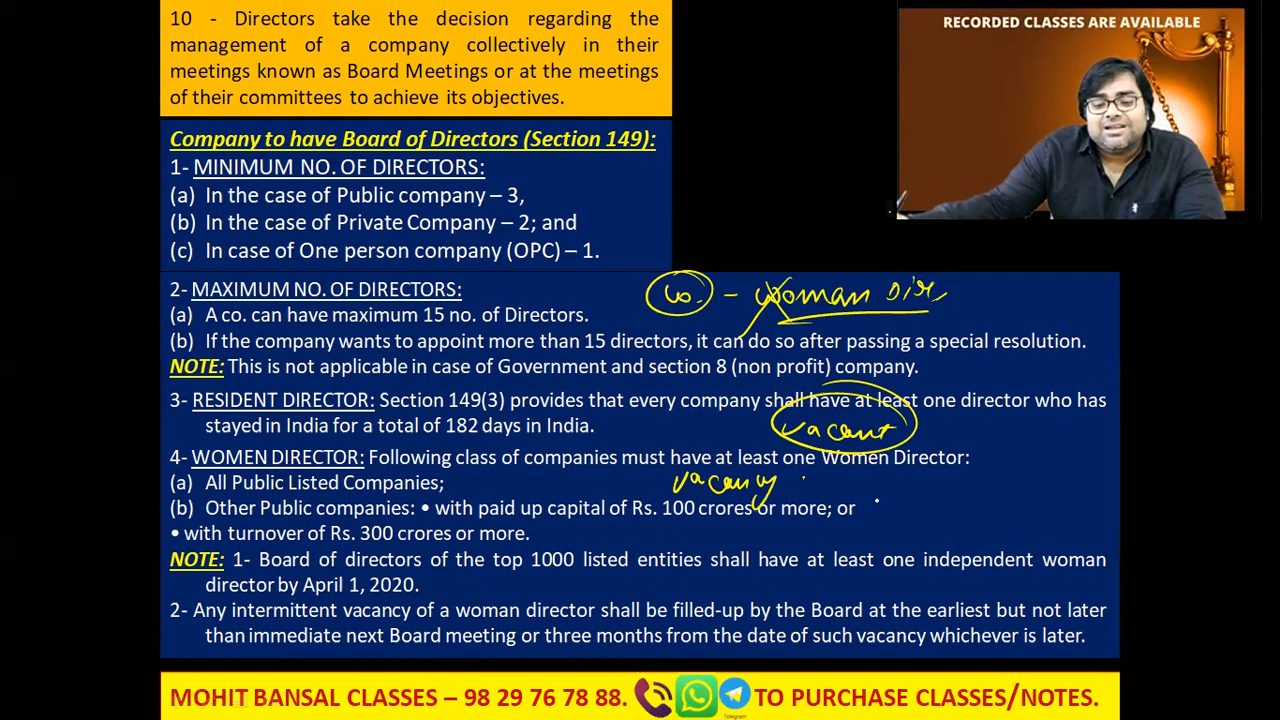 10 - Directors take the decision regarding the
management of a company collectively in their
meetings known as Board Meetings or at the meetings
of their committees to achieve its objectives.
RECORDED CLASSES ARE AVAILABLE
Company to have Board of Directors (Section 149):
1- MINIMUM NO. OF DIRECTORS:
(a) In the case of Public company – 3,
(b) In the case of Private Company – 2; and
(c) In case of One person company (OPC) – 1.
2- MAXIMUM NO. OF DIRECTORS:
Co. - Woman Dir.
(a) A co. can have maximum 15 no. of Directors.
(b) If the company wants to appoint more than 15 directors, it can do so after passing a special resolution.
NOTE: This is not applicable in case of Government and section 8 (non profit) company.
3- RESIDENT DIRECTOR: Section 149(3) provides that every company shall have at least one director who has
stayed in India for a total of 182 days in India.
vacant
4- WOMEN DIRECTOR: Following class of companies must have at least one Women Director:
(a) All Public Listed Companies;
vacancy
(b) Other Public companies: • with paid up capital of Rs. 100 crores or more; or
• with turnover of Rs. 300 crores or more.
NOTE: 1- Board of directors of the top 1000 listed entities shall have at least one independent woman
director by April 1, 2020.
2- Any intermittent vacancy of a woman director shall be filled-up by the Board at the earliest but not later
than immediate next Board meeting or three months from the date of such vacancy whichever is later.
MOHIT BANSAL CLASSES – 98 29 76 78 88. TO PURCHASE CLASSES/NOTES.
Telegram